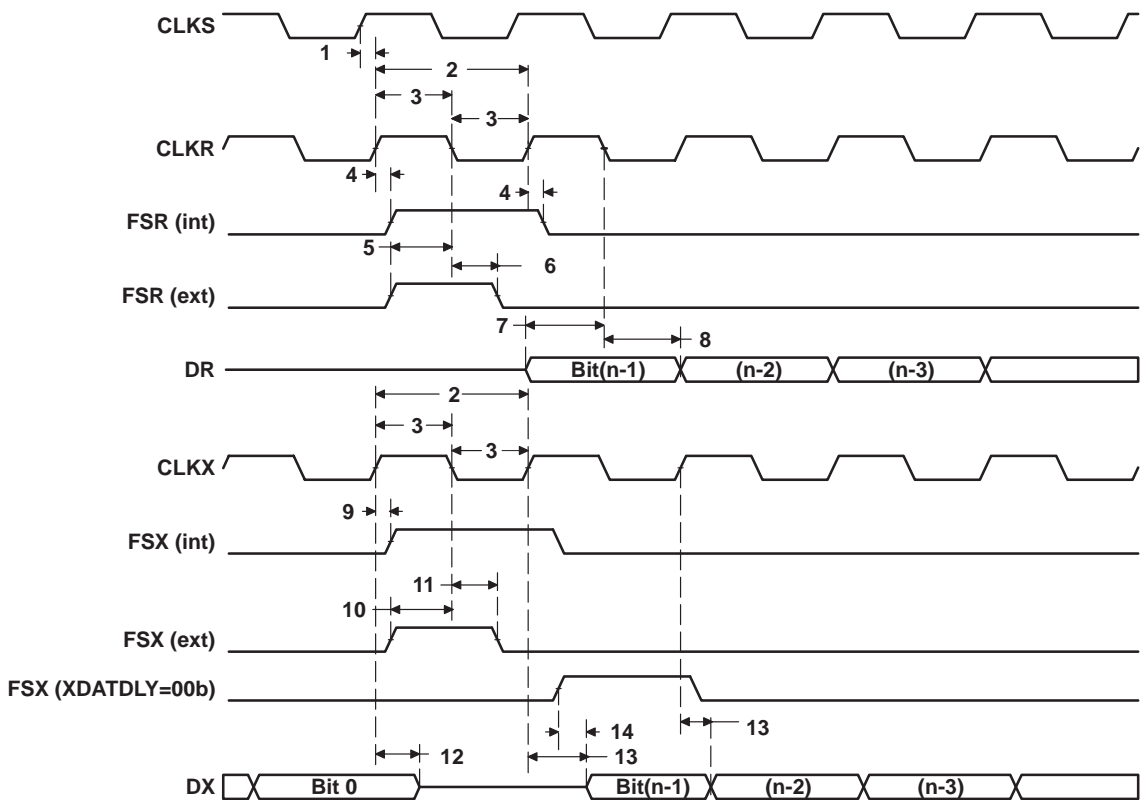 CLKS
1
2
3
3
CLKR
4
4
FSR (int)
5
6
FSR (ext)
7
8
DR
Bit(n-1)
(n-2)
(n-3)
2
3
3
CLKX
9
FSX (int)
11
10
FSX (ext)
FSX (XDATDLY=00b)
14
13
12
13
DX
Bit 0
Bit(n-1)
(n-2)
(n-3)